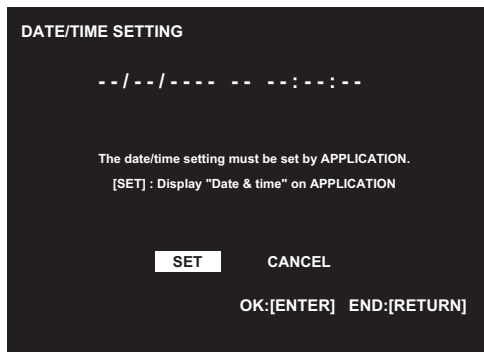 DATE/TIME SETTING
--/--/---- -- --:--:--
The date/time setting must be set by APPLICATION.
[SET] : Display "Date & time" on APPLICATION
SET CANCEL
OK:[ENTER] END:[RETURN]